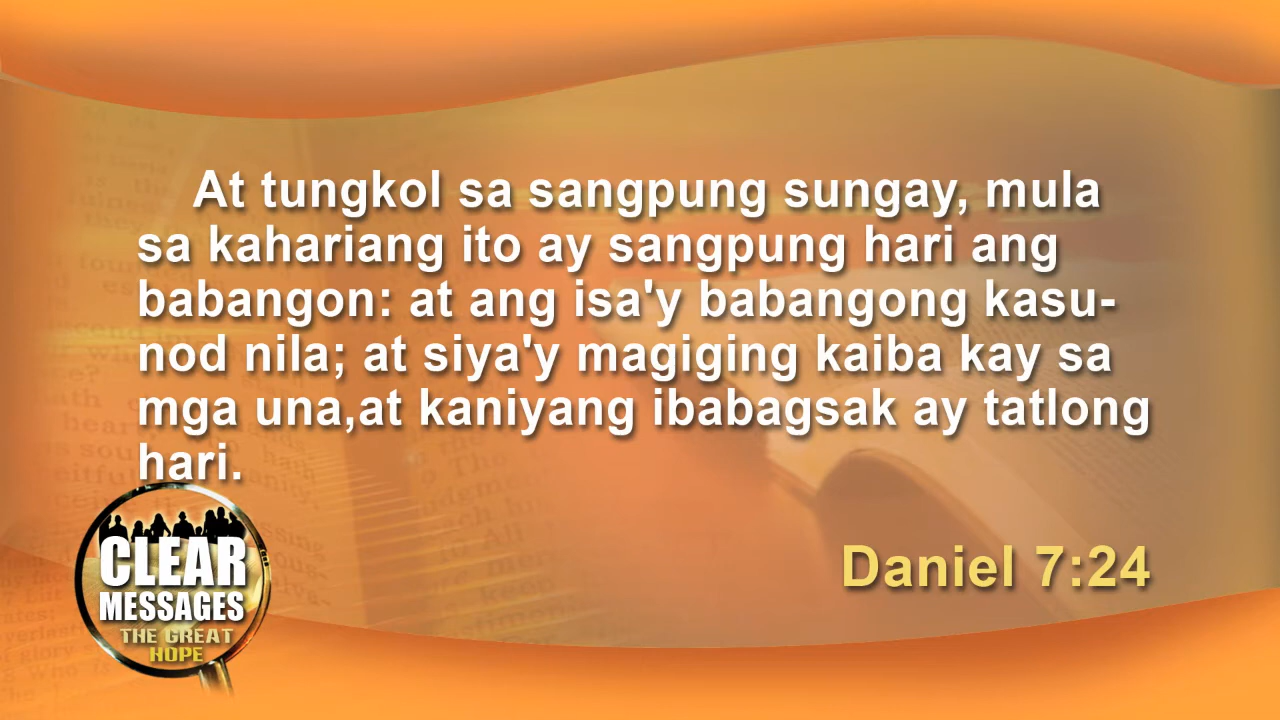 At tungkol sa sangpung sungay, mula
sa kahariang ito ay sangpung hari ang
babangon: at ang isa'y babangong kasu-
nod nila; at siya'y magiging kaiba kay sa
mga una,at kaniyang ibabagsak ay tatlong
hari.
Daniel 7:24
CLEAR
MESSAGES
THE GREAT
HOPE